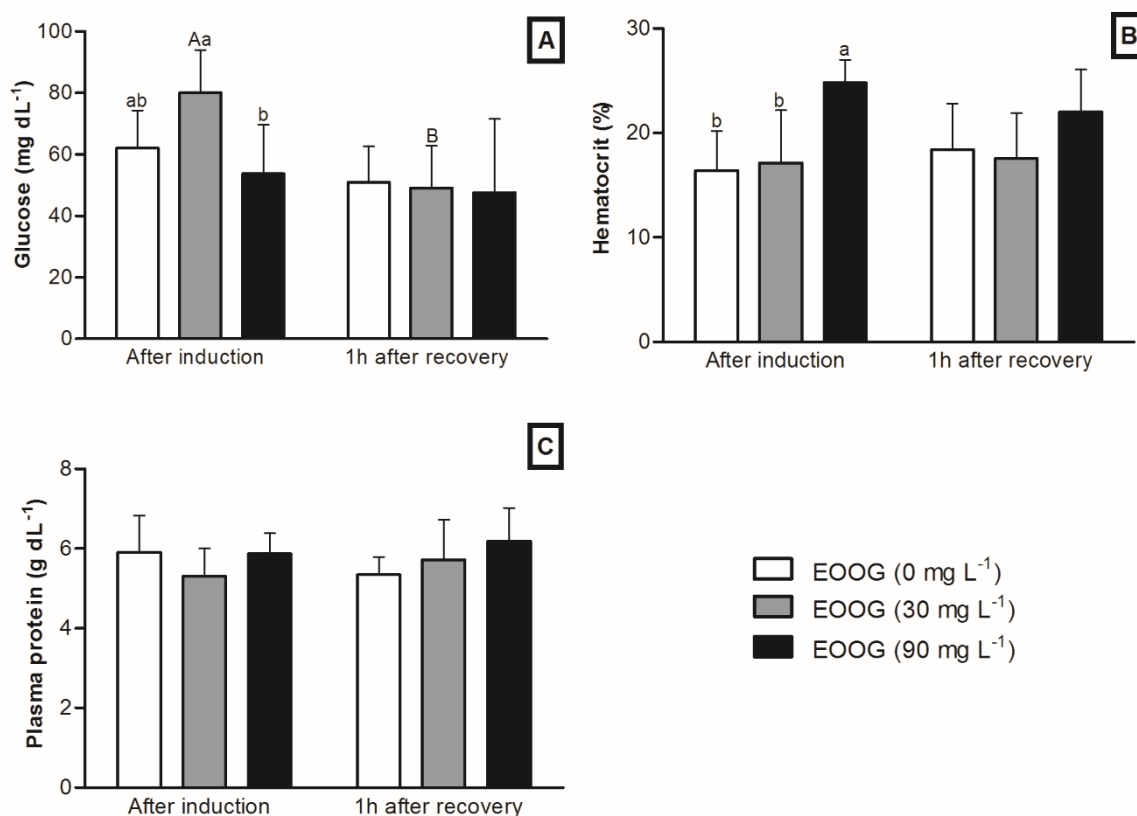 A
Glucose (mg dL⁻¹)
100
80
60
40
20
0
ab
Aa
b
B
After induction
1h after recovery
B
Hematocrit (%)
30
20
10
0
b
b
a
After induction
1h after recovery
C
Plasma protein (g dL⁻¹)
8
6
4
2
0
After induction
1h after recovery
EOOG (0 mg L⁻¹)
EOOG (30 mg L⁻¹)
EOOG (90 mg L⁻¹)